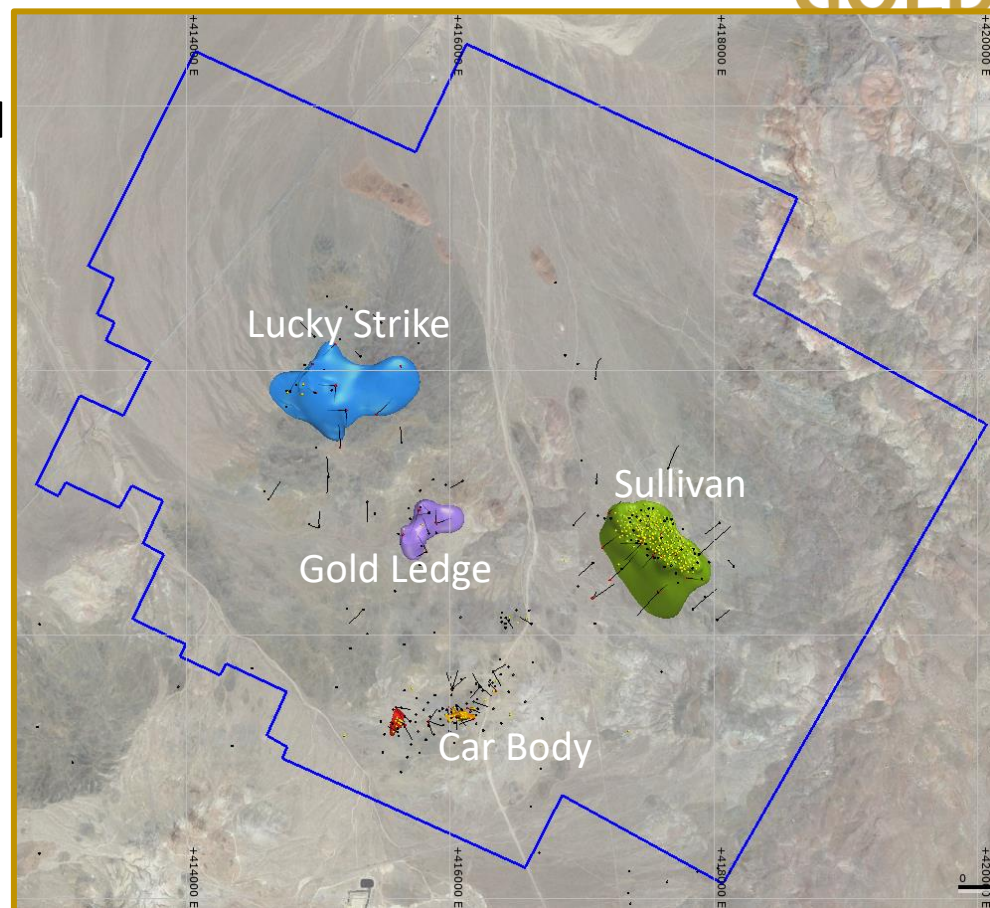 GOLD
+414000 E
+416000 E
+418000 E
+420000 E
Lucky Strike
Sullivan
Gold Ledge
Car Body
+414000 E
+416000 E
+418000 E
+420000 E
0